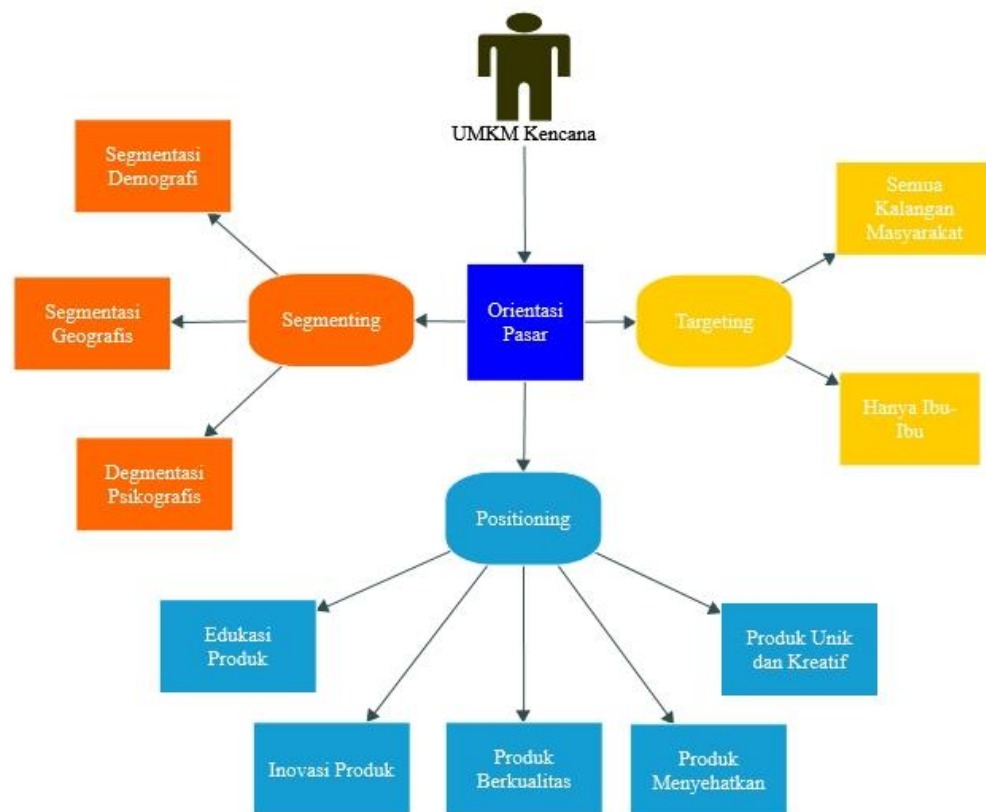 UMKM Kencana
Segmentasi
Demografi
Semua
Kalangan
Masyarakat
Segmentasi
Geografis
Segmenting
Orientasi
Pasar
Targeting
Hanya Ibu-
Ibu
Degmentasi
Psikografis
Positioning
Edukasi
Produk
Produk Unik
dan Kreatif
Inovasi Produk
Produk
Berkualitas
Produk
Menyehatkan